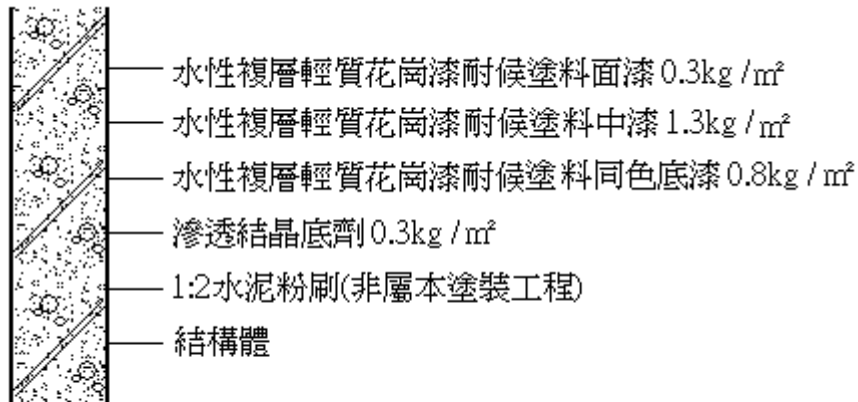 水性複層輕質花崗漆耐候塗料面漆0.3kg/㎡
水性複層輕質花崗漆耐候塗料中漆1.3kg/㎡
水性複層輕質花崗漆耐候塗料同色底漆0.8kg/㎡
滲透結晶底劑0.3kg/㎡
1:2水泥粉刷(非屬本塗裝工程)
結構體